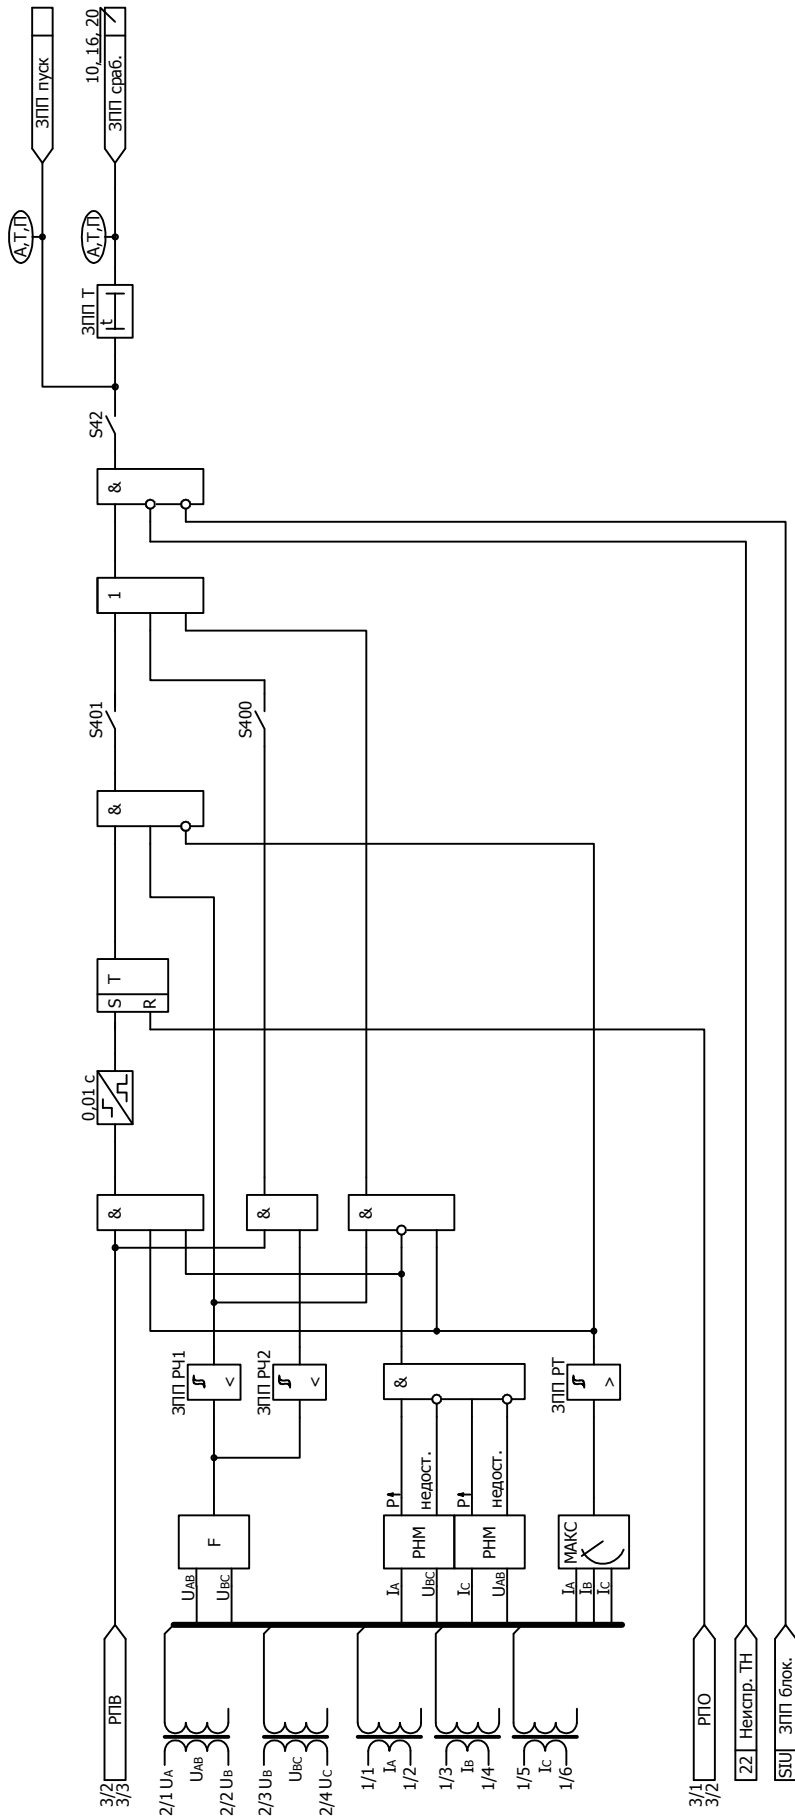 ЗПП пуск
10, 16, 20
ЗПП сраб.
А,Т,П
А,Т,П
ЗПП Т
t
S42
&
1
S401
S400
&
S T
R
0,01 с
&
&
&
ЗПП РЧ1
<
ЗПП РЧ2
<
&
ЗПП РТ
>
P
недост.
P
недост.
F
РНМ
РНМ
МАКС
UAB
UBC
IA
UBC
IC
UAB
IA
IB
IC
3/2
3/3
РПВ
2/1 UA
UAB
2/2 UB
2/3 UB
UBC
2/4 UC
1/1
IA
1/2
1/3
IB
1/4
1/5
IC
1/6
3/1
3/2
РПО
22 Неиспр. ТН
SIU ЗПП блок.